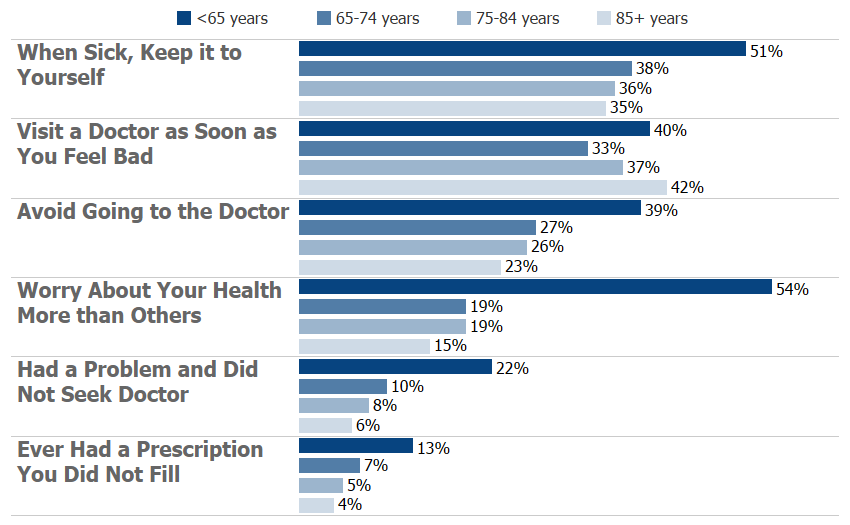 <65 years 65-74 years 75-84 years 85+ years
When Sick, Keep it to
Yourself
51%
38%
36%
35%
Visit a Doctor as Soon as
You Feel Bad
40%
33%
37%
42%
Avoid Going to the Doctor
39%
27%
26%
23%
Worry About Your Health
More than Others
54%
19%
19%
15%
Had a Problem and Did
Not Seek Doctor
22%
10%
8%
6%
Ever Had a Prescription
You Did Not Fill
13%
7%
5%
4%